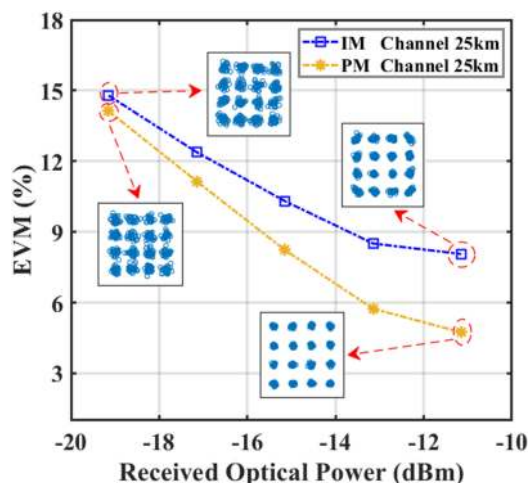 18
15
12
9
6
3
EVM (%)
IM Channel 25km
PM Channel 25km
-20 -18 -16 -14 -12 -10
Received Optical Power (dBm)